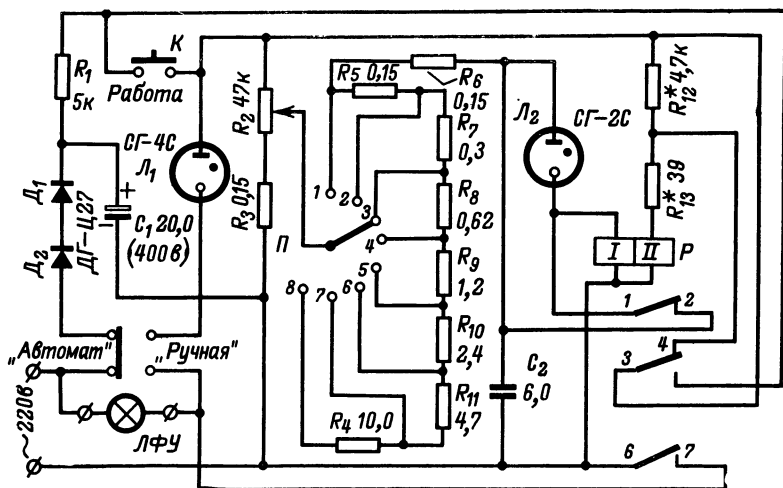 К
R1
5к
Работа
R2 47к
R5 0,15
R6
0,15
R7
0,3
СГ-4С
Л1
R3 0,15
Л2
СГ-2С
R12* 4,7к
R13* 39
Д1
Д2
ДГ-Ц27
+
−
C1 20,0
(400в)
1
2
3
П
4
R8
0,62
R9
1,2
5
6
7
8
R10
2,4
R11
4,7
R4 10,0
C2
6,0
I II Р
1 2
3 4
6 7
„Автомат"
„Ручная"
~220в
ЛФУ